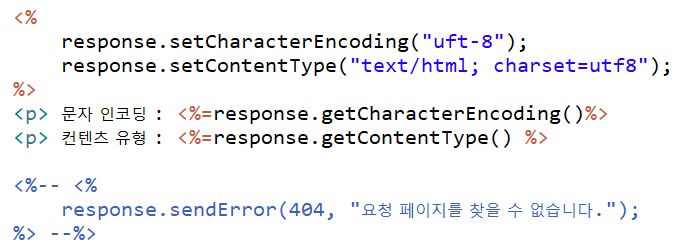 <%
response.setCharacterEncoding("uft-8");
response.setContentType("text/html; charset=utf8");
%>
<p> 문자 인코딩 : <%=response.getCharacterEncoding()%>
<p> 컨텐츠 유형 : <%=response.getContentType() %>
<%-- <%
response.sendError(404, "요청 페이지를 찾을 수 없습니다.");
%> --%>